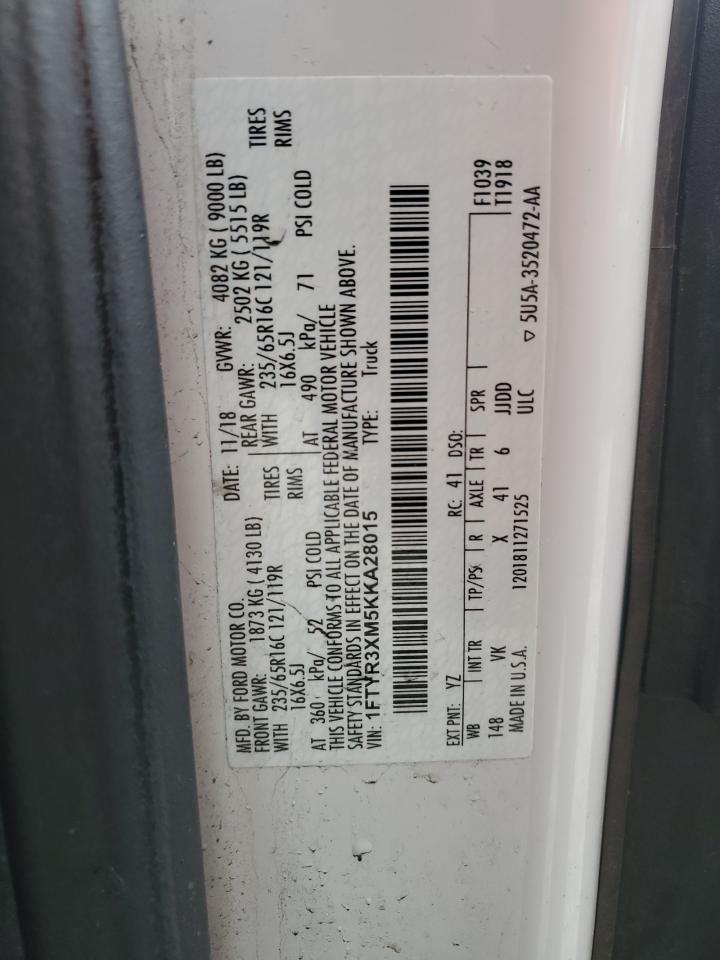 MFD. BY FORD MOTOR CO.
DATE: 11/18 GVWR: 4082 KG ( 9000 LB)
FRONT GAWR: 1873 KG ( 4130 LB) REAR GAWR: 2502 KG ( 5515 LB)
WITH 235/65R16C 121/119R TIRES WITH 235/65R16C 121/119R TIRES
16X6.5J RIMS 16X6.5J RIMS
AT 360 kPa/ 52 PSI COLD AT 490 kPa/ 71 PSI COLD
THIS VEHICLE CONFORMS TO ALL APPLICABLE FEDERAL MOTOR VEHICLE
SAFETY STANDARDS IN EFFECT ON THE DATE OF MANUFACTURE SHOWN ABOVE.
VIN: 1FTYR3XM5KKA28015 TYPE: Truck
EXT PNT: YZ RC: 41 DSO:
WB INT TR TP/PS R AXLE TR SPR F1039
148 VK X 41 6 JJDD T1918
MADE IN U.S.A. 1201811271525 ULC
▽ 5U5A-3520472-AA